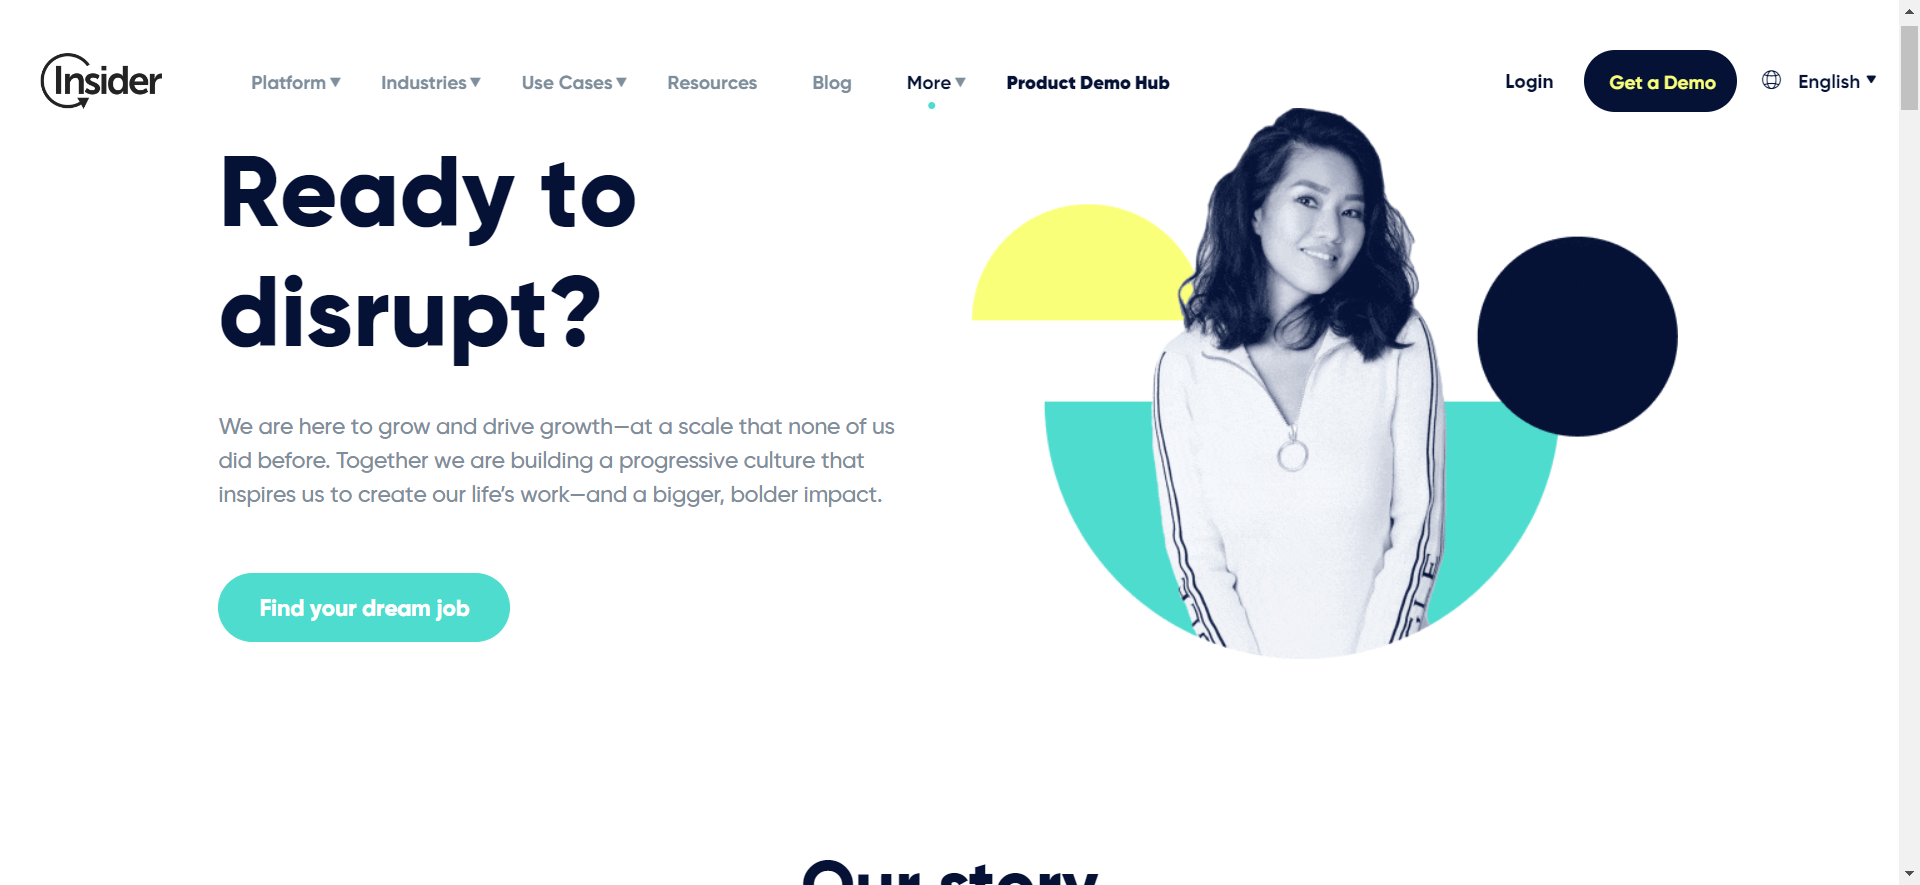 Insider
Platform Industries Use Cases Resources Blog More Product Demo Hub
Login Get a Demo English
Ready to
disrupt?
We are here to grow and drive growth—at a scale that none of us
did before. Together we are building a progressive culture that
inspires us to create our life's work—and a bigger, bolder impact.
Find your dream job
Our story